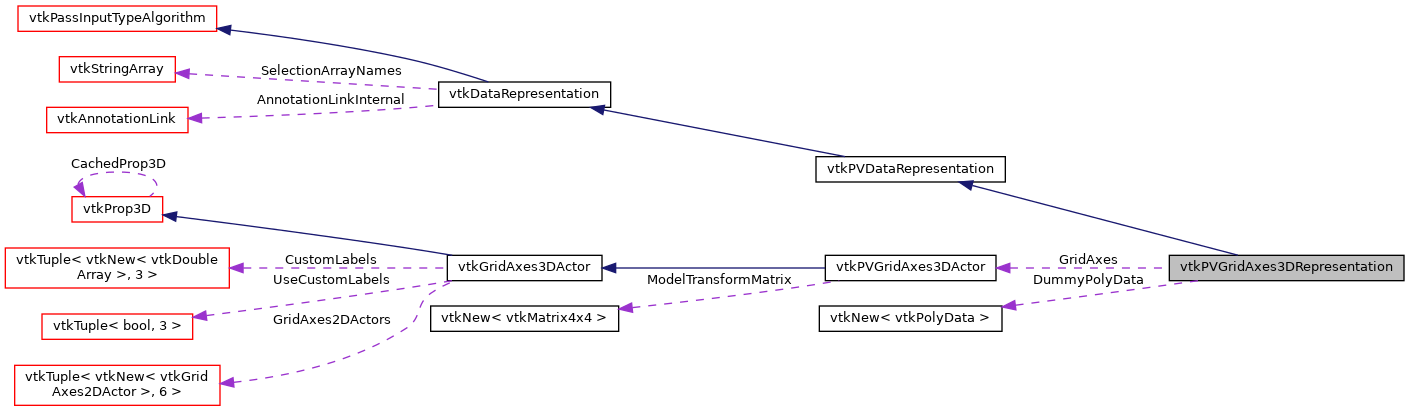 vtkPassInputTypeAlgorithm
vtkStringArray
SelectionArrayNames
vtkDataRepresentation
AnnotationLinkInternal
vtkAnnotationLink
CachedProp3D
vtkPVDataRepresentation
vtkProp3D
vtkTuple< vtkNew< vtkDouble
Array >, 3 >
CustomLabels
vtkGridAxes3DActor
vtkPVGridAxes3DActor
GridAxes
vtkPVGridAxes3DRepresentation
UseCustomLabels
ModelTransformMatrix
DummyPolyData
vtkTuple< bool, 3 >
GridAxes2DActors
vtkNew< vtkMatrix4x4 >
vtkNew< vtkPolyData >
vtkTuple< vtkNew< vtkGrid
Axes2DActor >, 6 >